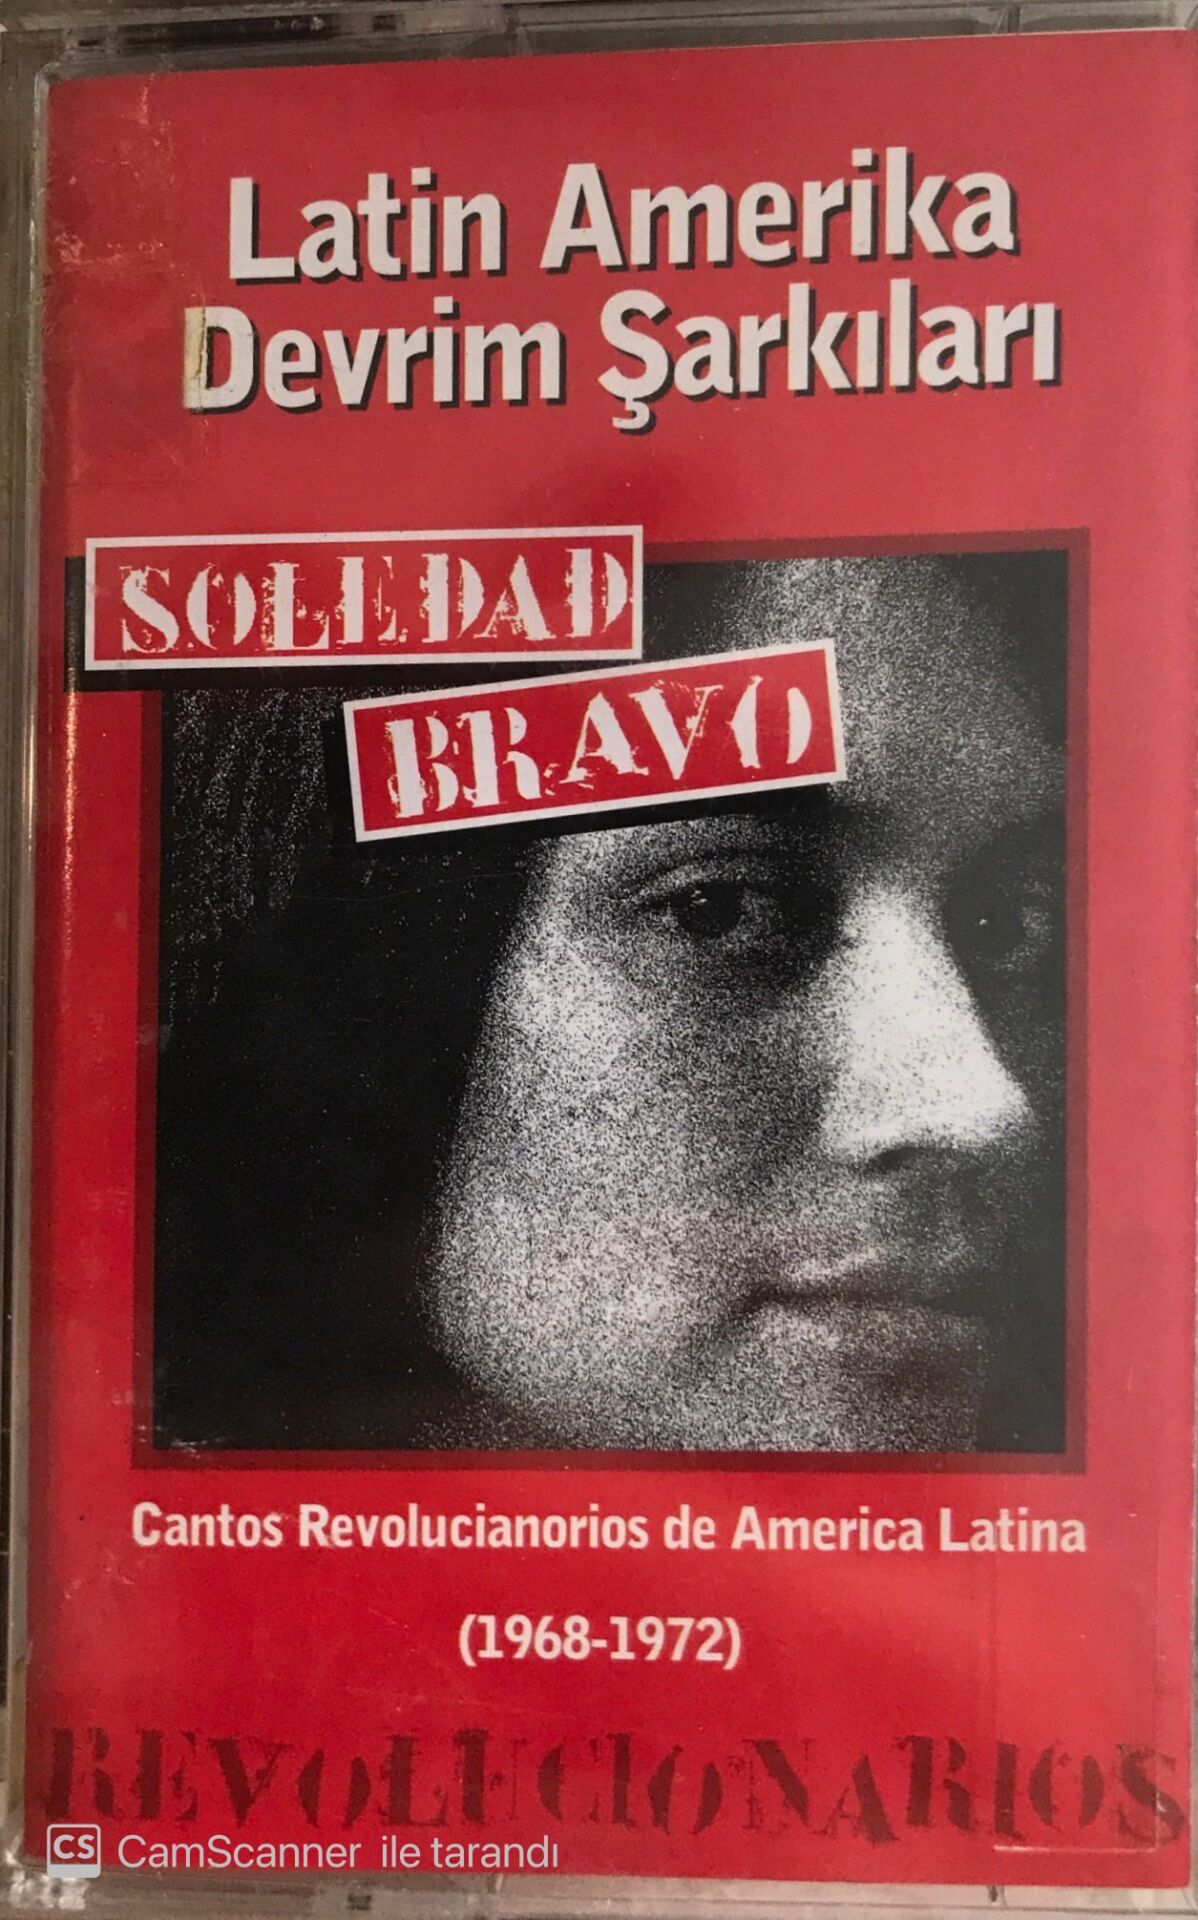 Latin Amerika
Devrim Şarkıları
SOLEDAD
BRAVO
Cantos Revolucianorios de America Latina
(1968-1972)
REVOLUCIONARIOS
CS CamScanner ile tarandı